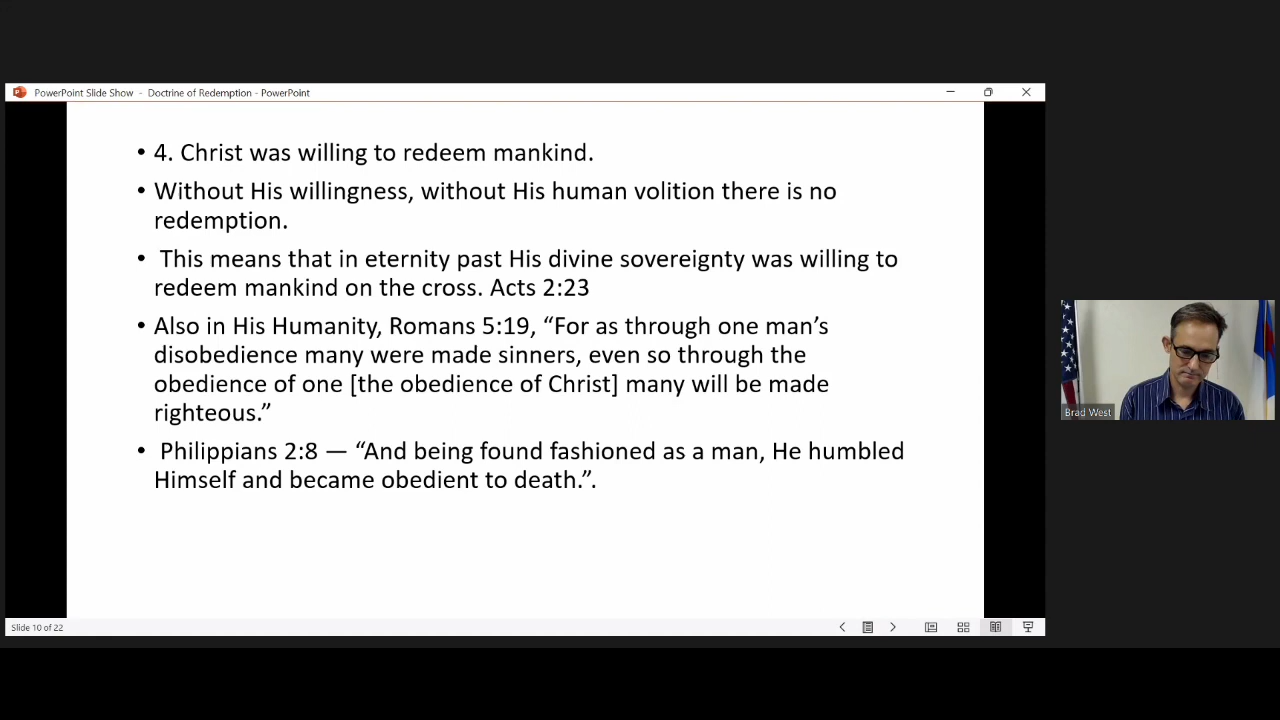 PowerPoint Slide Show - Doctrine of Redemption - PowerPoint
• 4. Christ was willing to redeem mankind.
• Without His willingness, without His human volition there is no
redemption.
• This means that in eternity past His divine sovereignty was willing to
redeem mankind on the cross. Acts 2:23
• Also in His Humanity, Romans 5:19, “For as through one man’s
disobedience many were made sinners, even so through the
obedience of one [the obedience of Christ] many will be made
righteous.”
• Philippians 2:8 — “And being found fashioned as a man, He humbled
Himself and became obedient to death.”.
Brad West
Slide 10 of 22